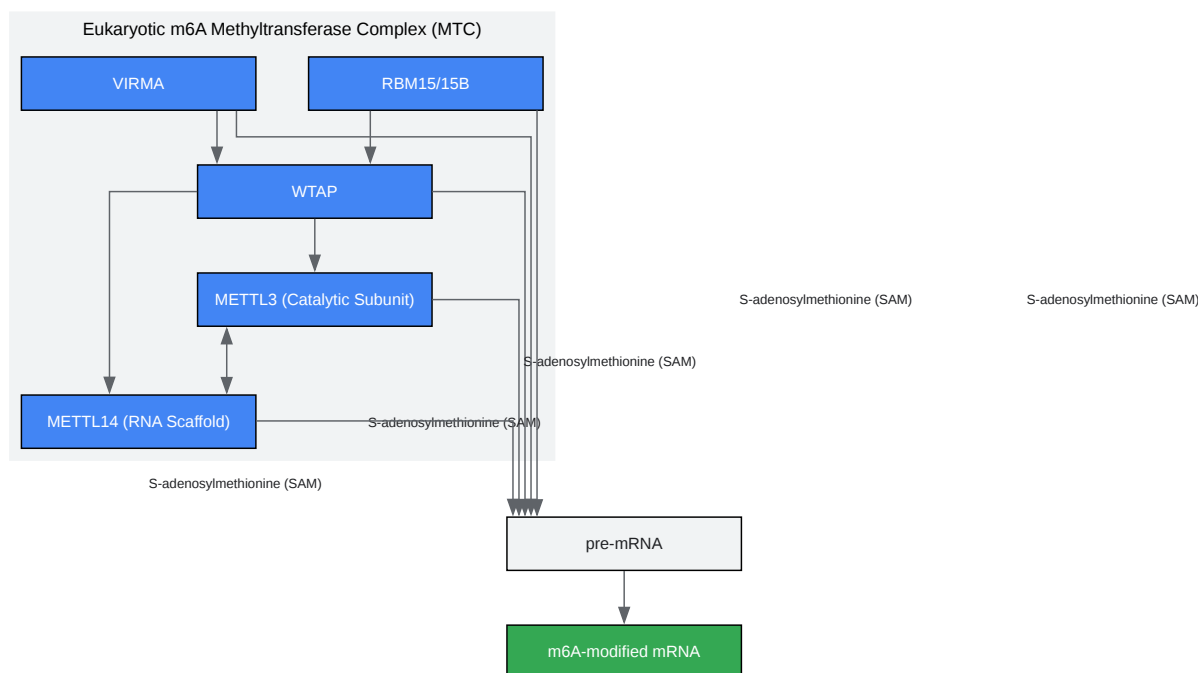 Eukaryotic m6A Methyltransferase Complex (MTC)
VIRMA
RBM15/15B
WTAP
METTL3 (Catalytic Subunit)
S-adenosylmethionine (SAM)
S-adenosylmethionine (SAM)
S-adenosylmethionine (SAM)
METTL14 (RNA Scaffold)
S-adenosylmethionine (SAM)
S-adenosylmethionine (SAM)
pre-mRNA
m6A-modified mRNA